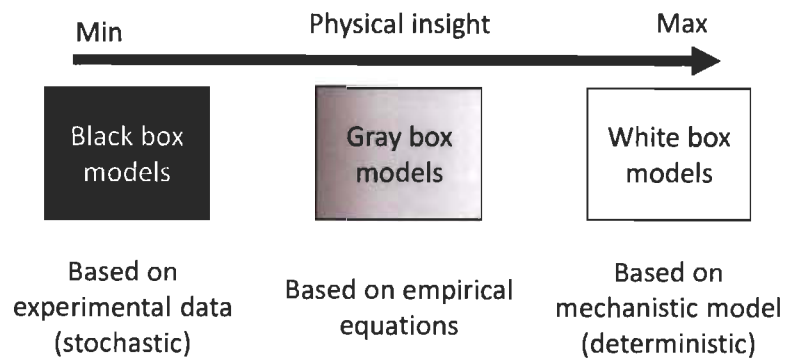 Min Physical insight Max
Black box
models
Gray box
models
White box
models
Based on
experimental data
(stochastic)
Based on empirical
equations
Based on
mechanistic model
(deterministic)